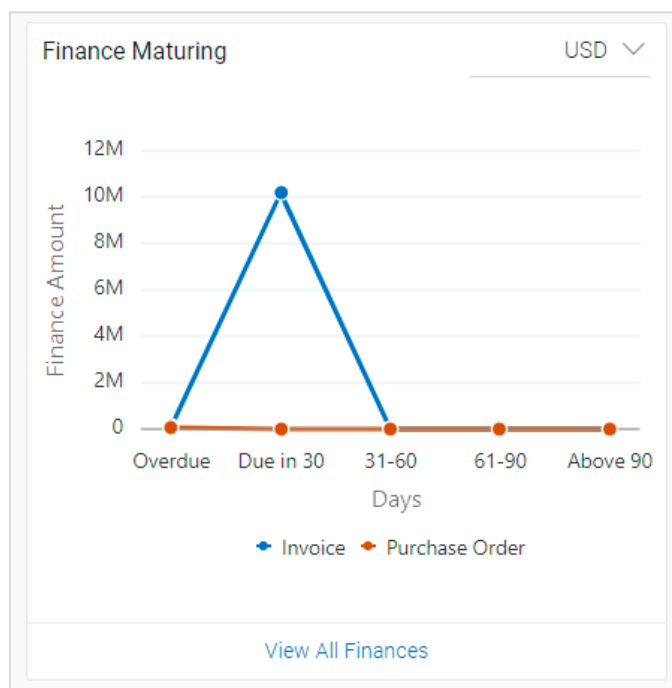 Finance Maturing
USD
12M
10M
8M
6M
4M
2M
0
Finance Amount
Overdue Due in 30 31-60 61-90 Above 90
Days
Invoice Purchase Order
View All Finances